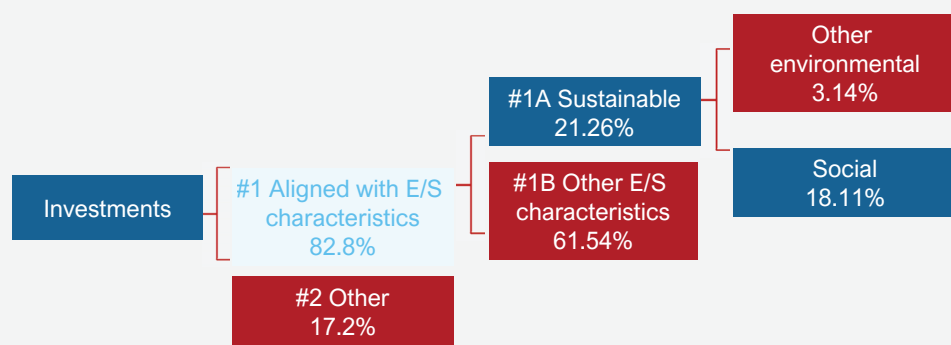 Investments
#1 Aligned with E/S
characteristics
82.8%
#2 Other
17.2%
#1A Sustainable
21.26%
#1B Other E/S
characteristics
61.54%
Other
environmental
3.14%
Social
18.11%